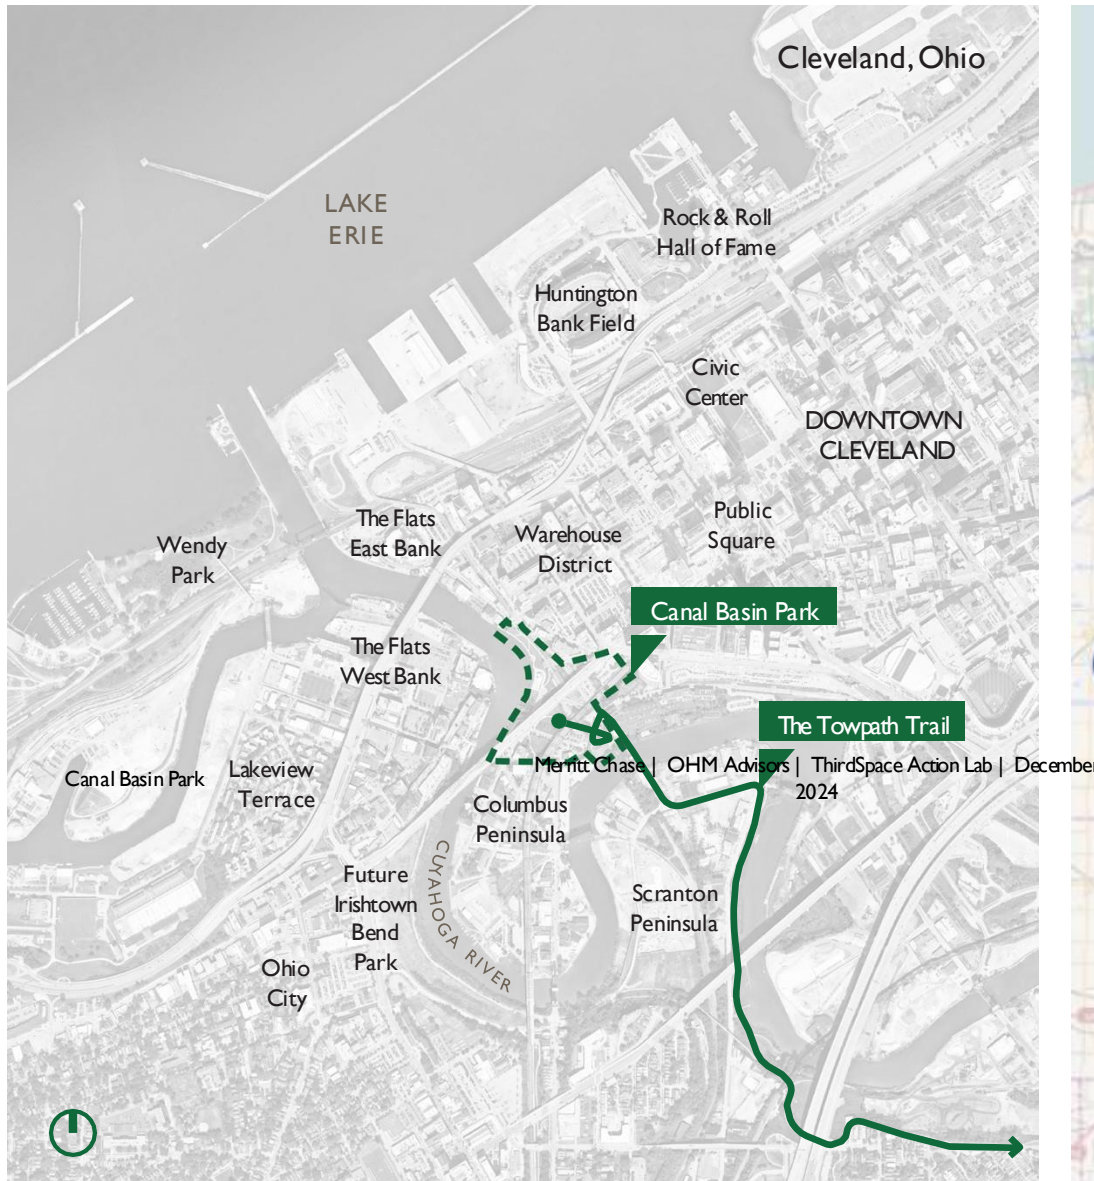 Cleveland, Ohio
LAKE
ERIE
Rock & Roll
Hall of Fame
Huntington
Bank Field
Civic
Center
DOWNTOWN
CLEVELAND
Public
Square
The Flats
East Bank
Warehouse
District
Wendy
Park
Canal Basin Park
The Flats
West Bank
The Towpath Trail
Merritt Chase | OHM Advisors | ThirdSpace Action Lab | December
2024
Canal Basin Park
Lakeview
Terrace
Columbus
Peninsula
CUYAHOGA RIVER
Future
Irishtown
Bend
Park
Scranton
Peninsula
Ohio
City